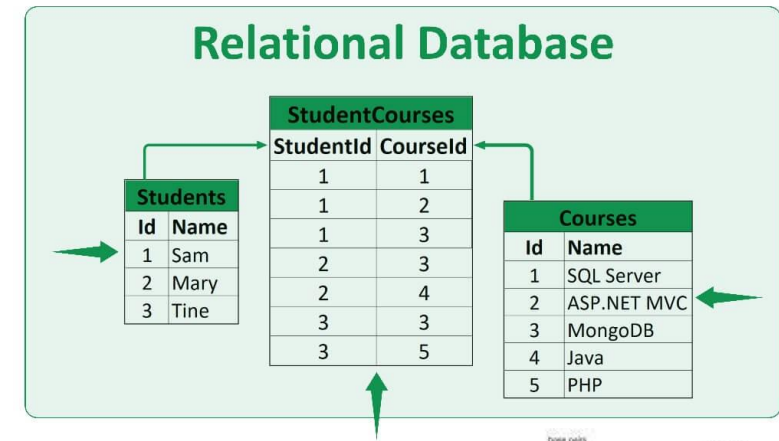 Relational Database
StudentCourses
StudentId CourseId
1 1
1 2
1 3
2 3
2 4
3 3
3 5
Students
Id Name
1 Sam
2 Mary
3 Tine
Courses
Id Name
1 SQL Server
2 ASP.NET MVC
3 MongoDB
4 Java
5 PHP